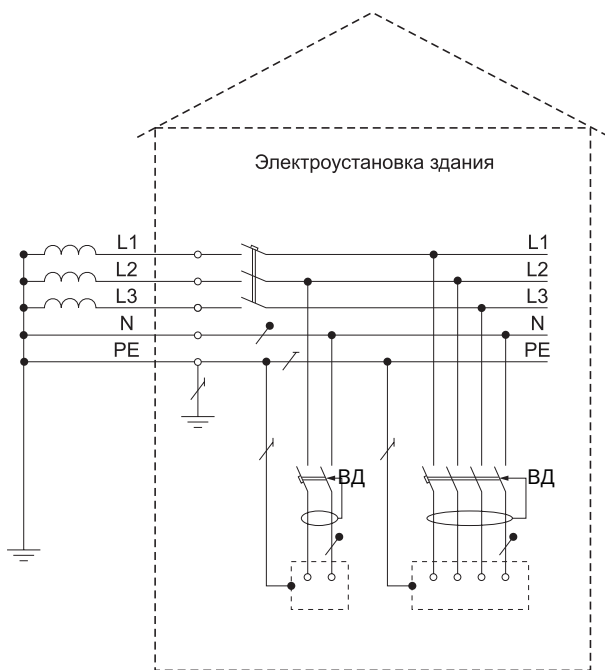 Электроустановка здания
L1 L1
L2 L2
L3 L3
N N
PE PE
ВД ВД